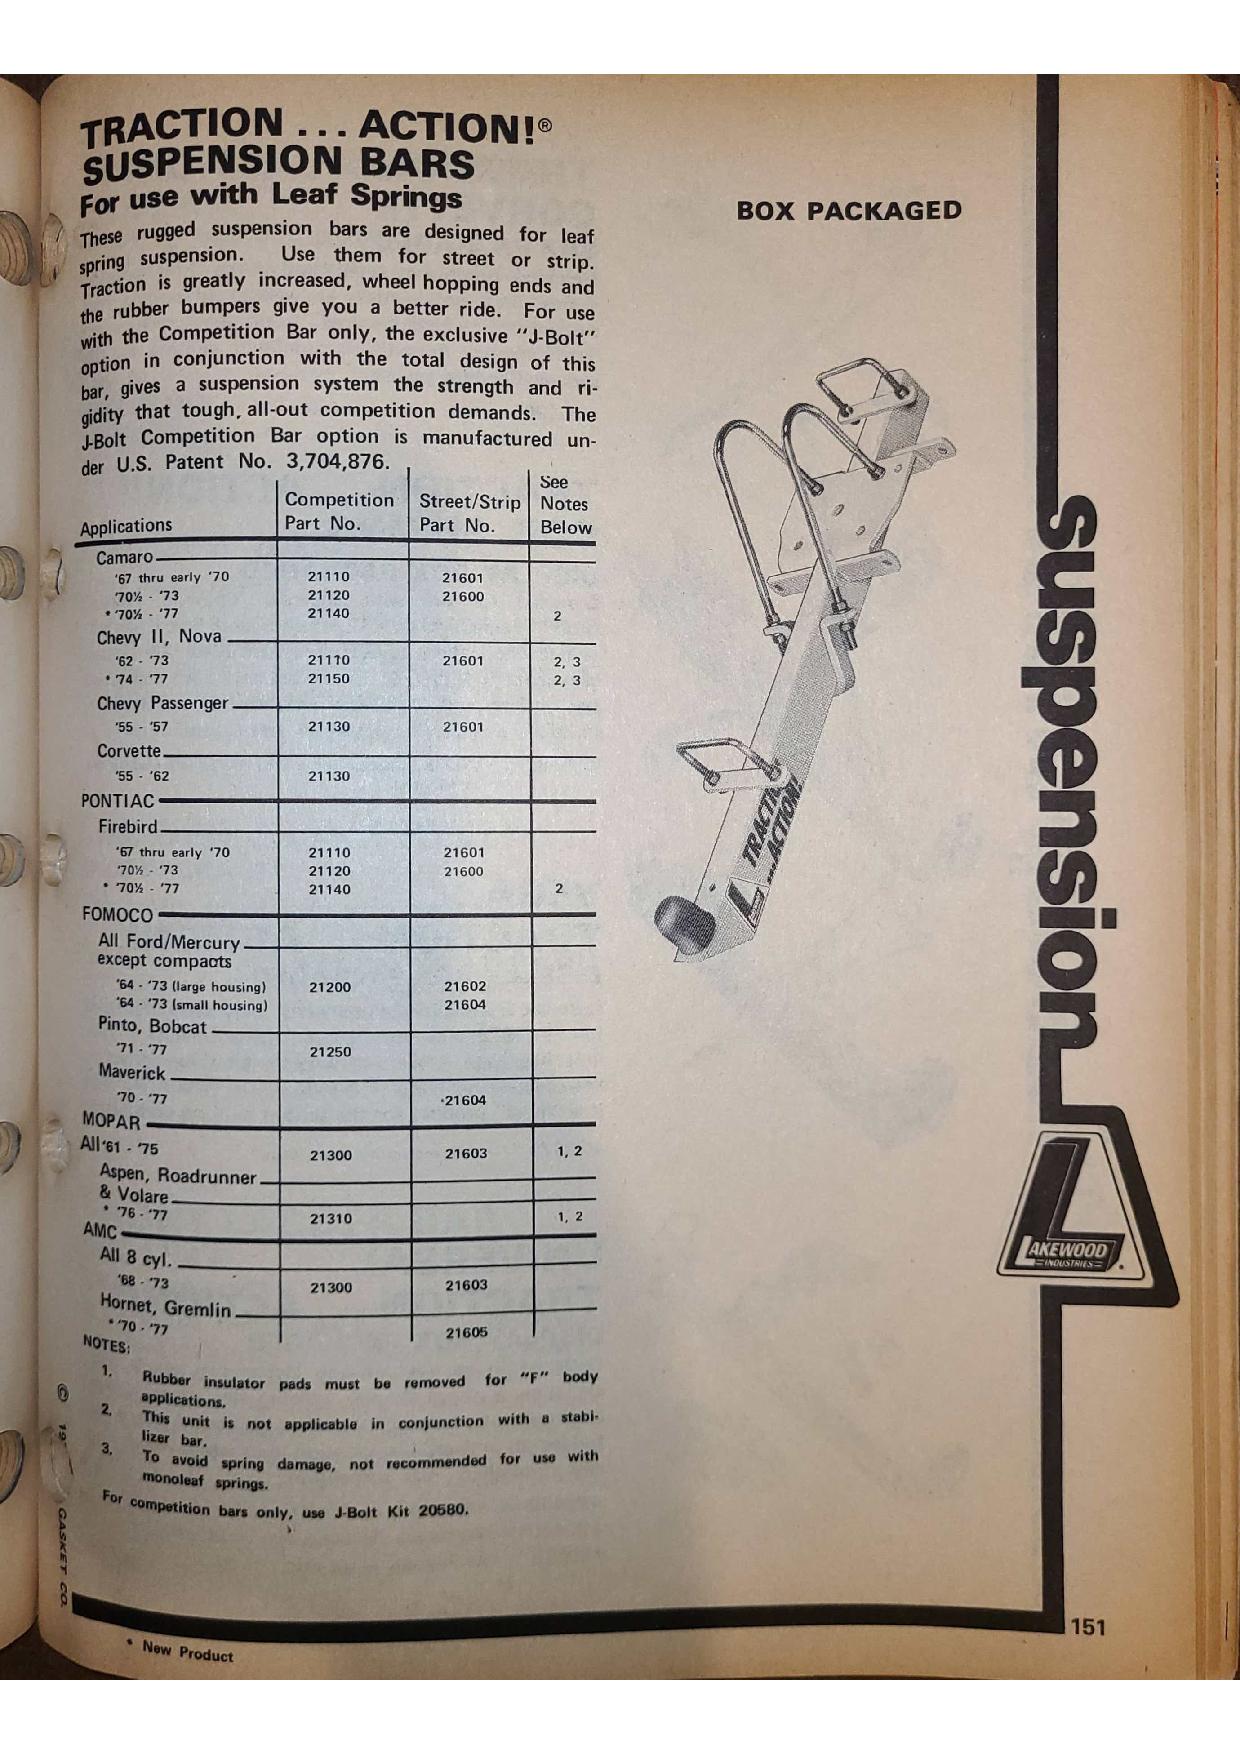 TRACTION ... ACTION!®
SUSPENSION BARS
For use with Leaf Springs
These rugged suspension bars are designed for leaf
spring suspension. Use them for street or strip.
Traction is greatly increased, wheel hopping ends and
the rubber bumpers give you a better ride. For use
with the Competition Bar only, the exclusive "J-Bolt"
option in conjunction with the total design of this
bar, gives a suspension system the strength and ri-
gidity that tough, all-out competition demands. The
J-Bolt Competition Bar option is manufactured un-
der U.S. Patent No. 3,704,876.
Applications Competition Part No. Street/Strip Part No. See Notes Below
Camaro
'67 thru early '70 21110 21601
'70½ - '73 21120 21600
* '70½ - '77 21140 2
Chevy II, Nova
'62 - '73 21110 21601 2, 3
* '74 - '77 21150 2, 3
Chevy Passenger
'55 - '57 21130 21601
Corvette
'55 - '62 21130
PONTIAC
Firebird
'67 thru early '70 21110 21601
'70½ - '73 21120 21600
* '70½ - '77 21140 2
FOMOCO
All Ford/Mercury
except compacts
'64 - '73 (large housing) 21200 21602
'64 - '73 (small housing) 21604
Pinto, Bobcat
'71 - '77 21250
Maverick
'70 - '77 21604
MOPAR
All '61 - '75 21300 21603 1, 2
Aspen, Roadrunner
& Volare
* '76 - '77 21310 1, 2
AMC
All 8 cyl.
'68 - '73 21300 21603
Hornet, Gremlin
* '70 - '77 21605
NOTES:
1. Rubber insulator pads must be removed for "F" body
applications.
2. This unit is not applicable in conjunction with a stabi-
lizer bar.
3. To avoid spring damage, not recommended for use with
monoleaf springs.
For competition bars only, use J-Bolt Kit 20580.
* New Product
© GASKET CO.
BOX PACKAGED
TRACTION
...ACTION!
suspension
LAKEWOOD
INDUSTRIES
151